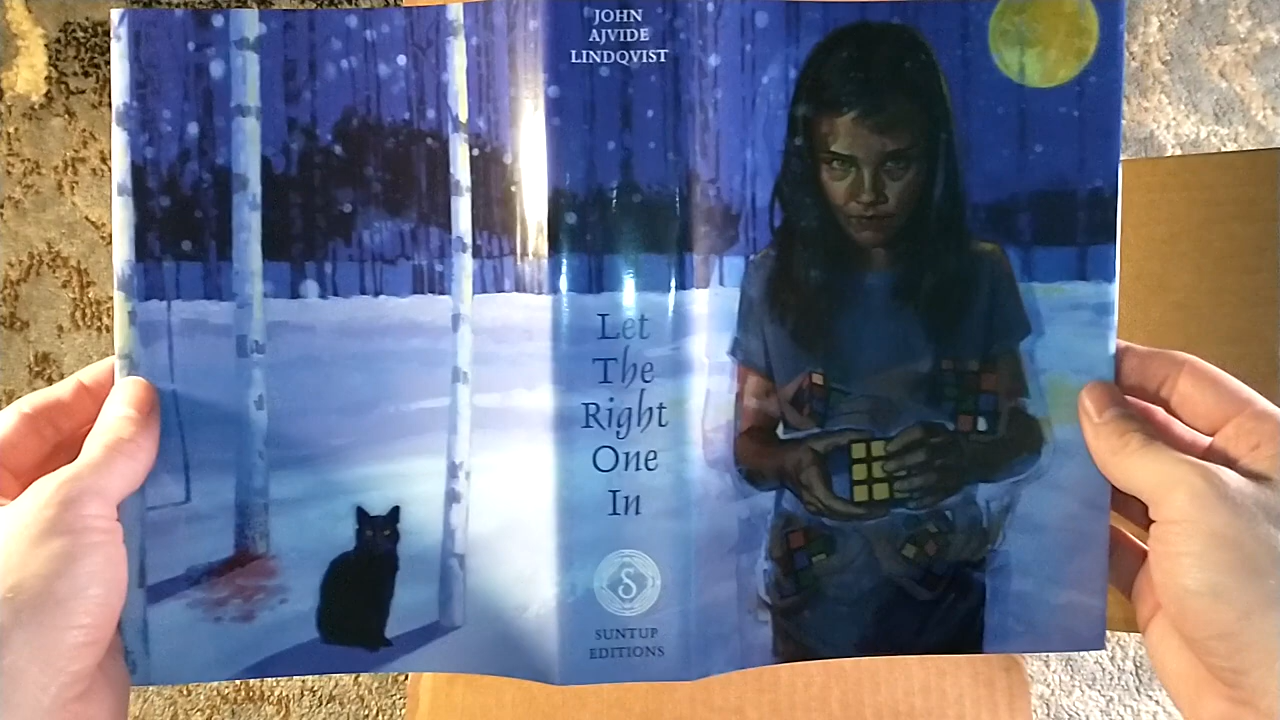 JOHN
AJVIDE
LINDQVIST
Let
The
Right
One
In
S
SUNTUP
EDITIONS